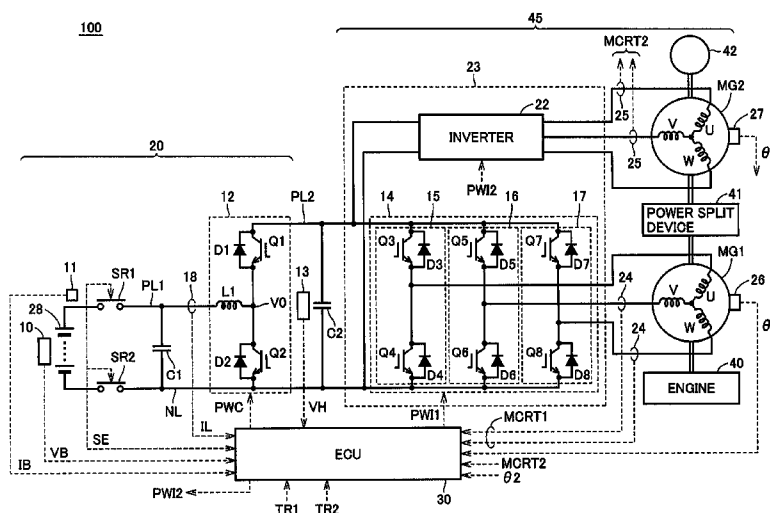 100
45
MCRT2
42
23
MG2
22
25
27
V
U
INVERTER
20
25
W
θ
PWI2
12
PL2
14
15
16
17
41
POWER SPLIT
DEVICE
D1
Q1
Q3
D3
Q5
D5
Q7
D7
MG1
11
SR1
PL1
18
13
26
24
V
U
28
L1
V0
C2
θ
10
24
W
D2
Q2
Q4
D4
Q6
D6
Q8
D8
SR2
C1
40
ENGINE
NL
PWC
VH
PWI1
IL
MCRT1
SE
VB
ECU
IB
MCRT2
θ2
PWI2
TR1
TR2
30